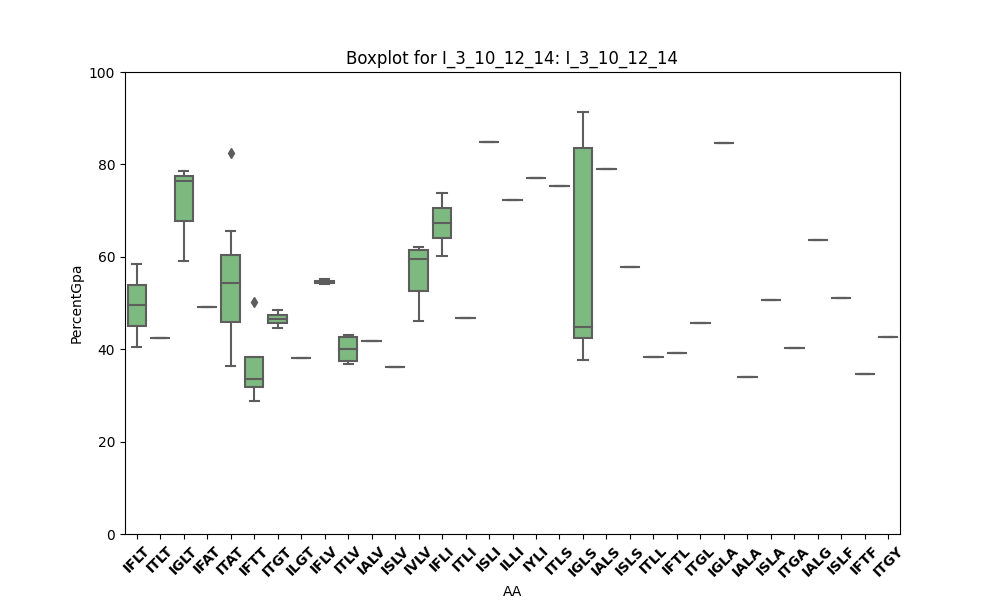 Boxplot for I_3_10_12_14: I_3_10_12_14
100
80
60
40
20
0
PercentGpa
IFLT
ITLT
IGLT
IFAT
ITAT
IFTT
ITGT
ILGT
IFLV
ITLV
IALV
ISLV
IVLV
IFLI
ITLI
ISLI
ILLI
IYLI
ITLS
IGLS
IALS
ISLS
ITLL
IFTL
ITGL
IGLA
IALA
ISLA
ITGA
IALG
ISLF
IFTF
ITGY
AA